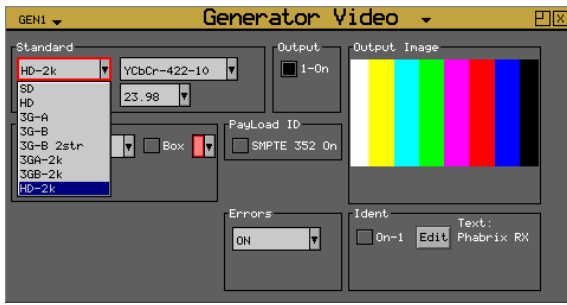 GEN1 Generator Video
Standard
HD-2k YCbCr-422-10
23.98
SD
HD
3G-A
3G-B
3G-B 2str
3GA-2k
3GB-2k
HD-2k
Box
Output
1-On
PayLoad ID
SMPTE 352 On
Output Image
Errors
ON
Ident
On-1 Edit Text:
Phabrix RX